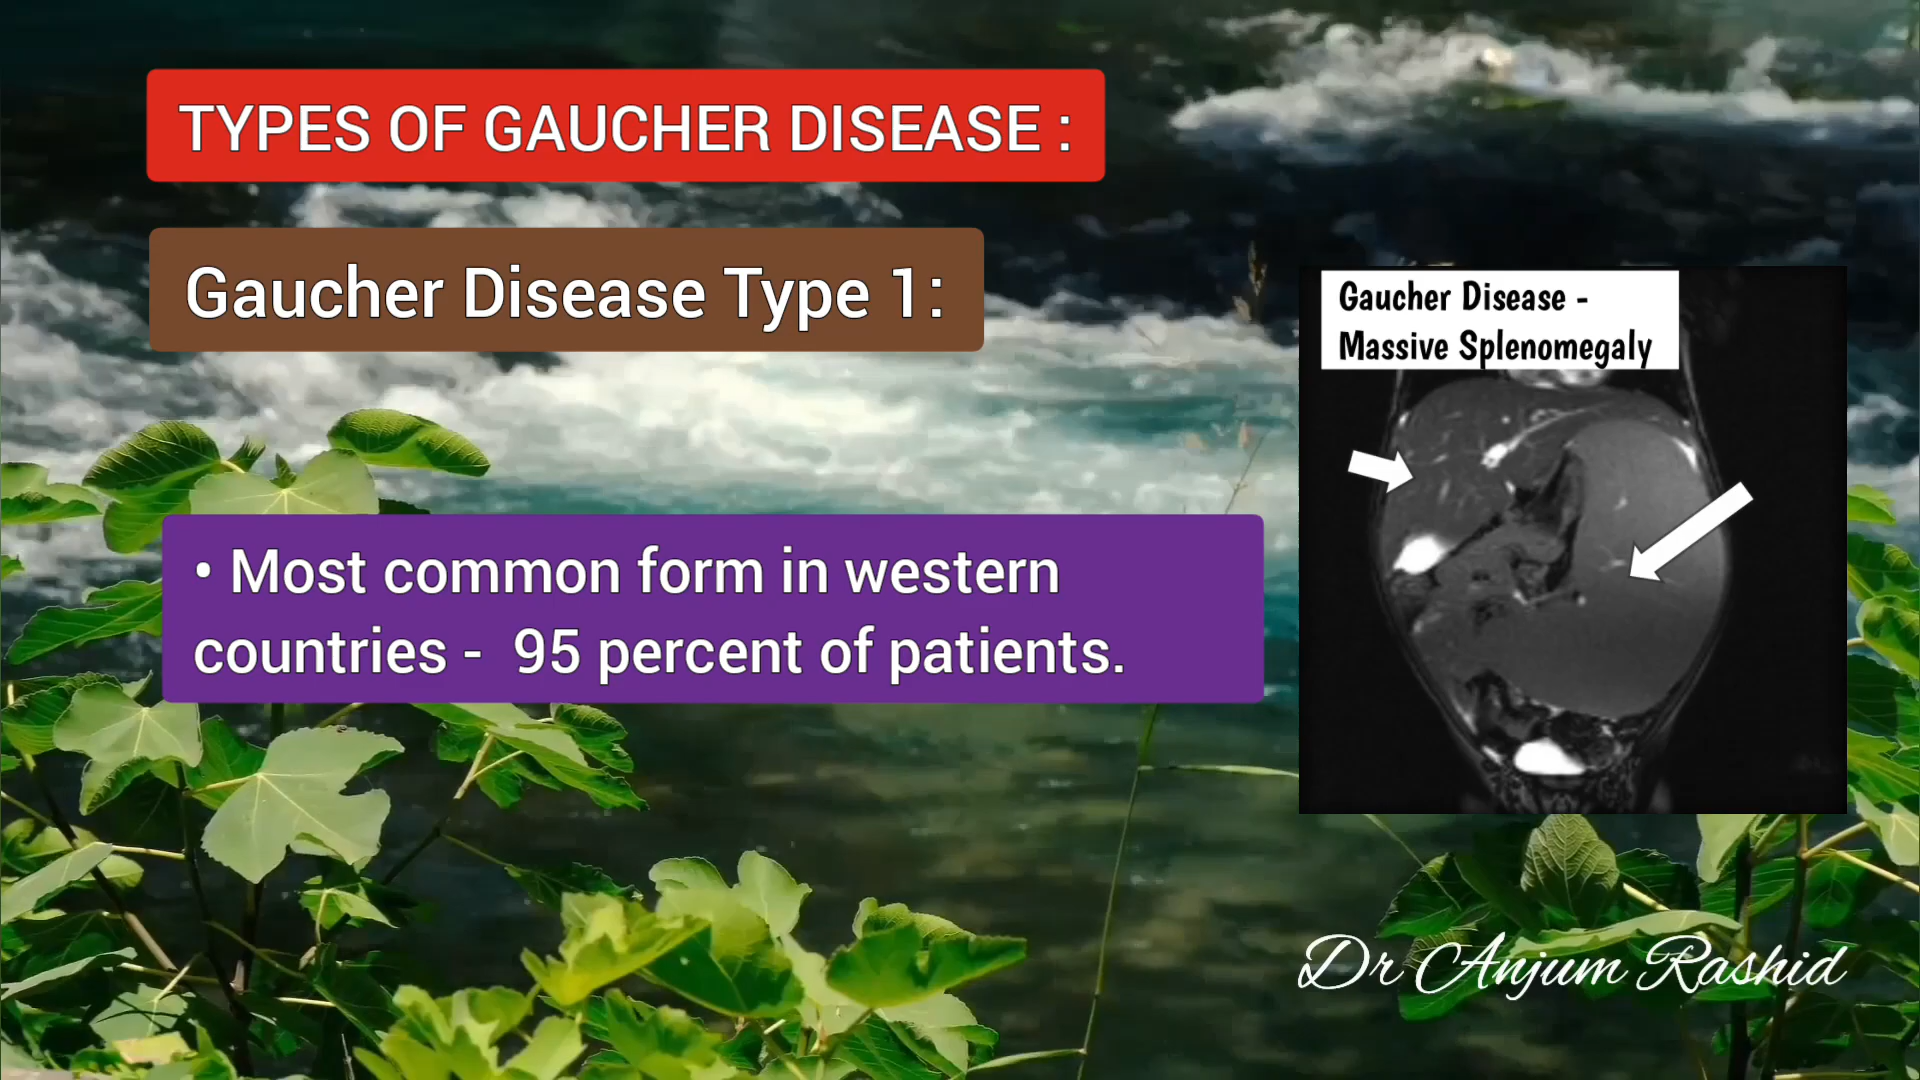 TYPES OF GAUCHER DISEASE :
Gaucher Disease Type 1:
• Most common form in western
countries -  95 percent of patients.
Gaucher Disease -
Massive Splenomegaly
Dr Anjum Rashid